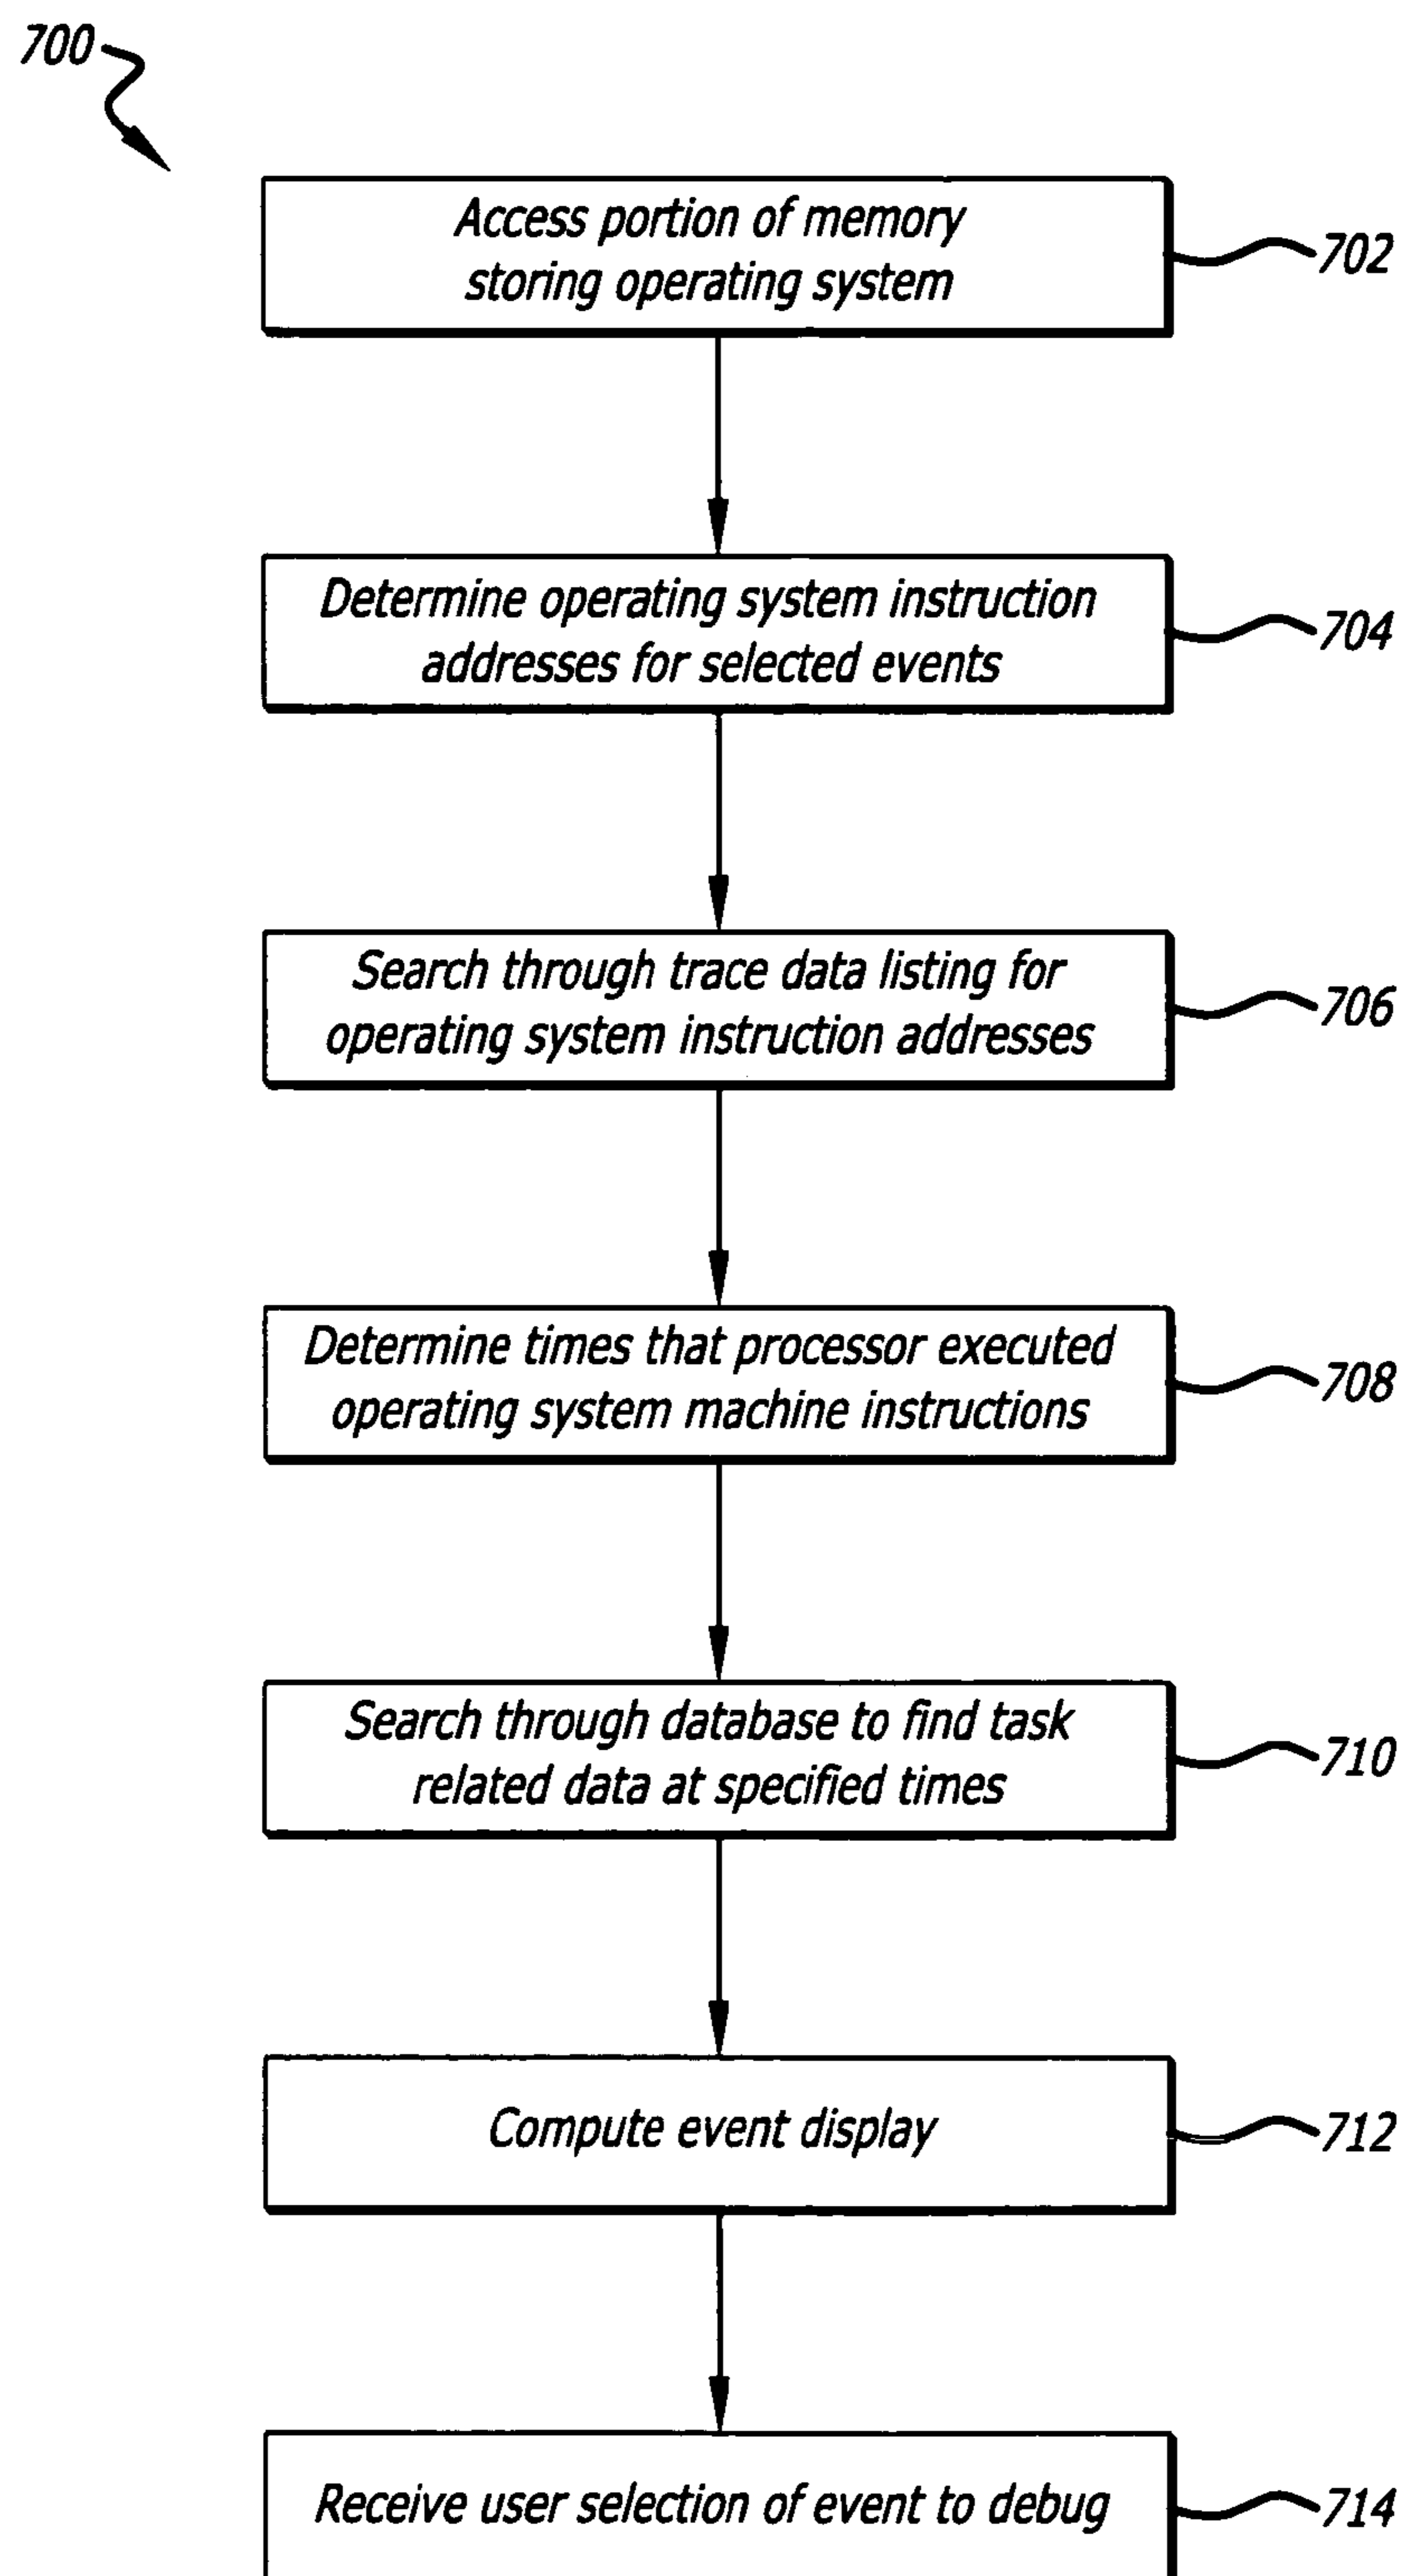 700
Access portion of memory
storing operating system
702
Determine operating system instruction
addresses for selected events
704
Search through trace data listing for
operating system instruction addresses
706
Determine times that processor executed
operating system machine instructions
708
Search through database to find task
related data at specified times
710
Compute event display
712
Receive user selection of event to debug
714